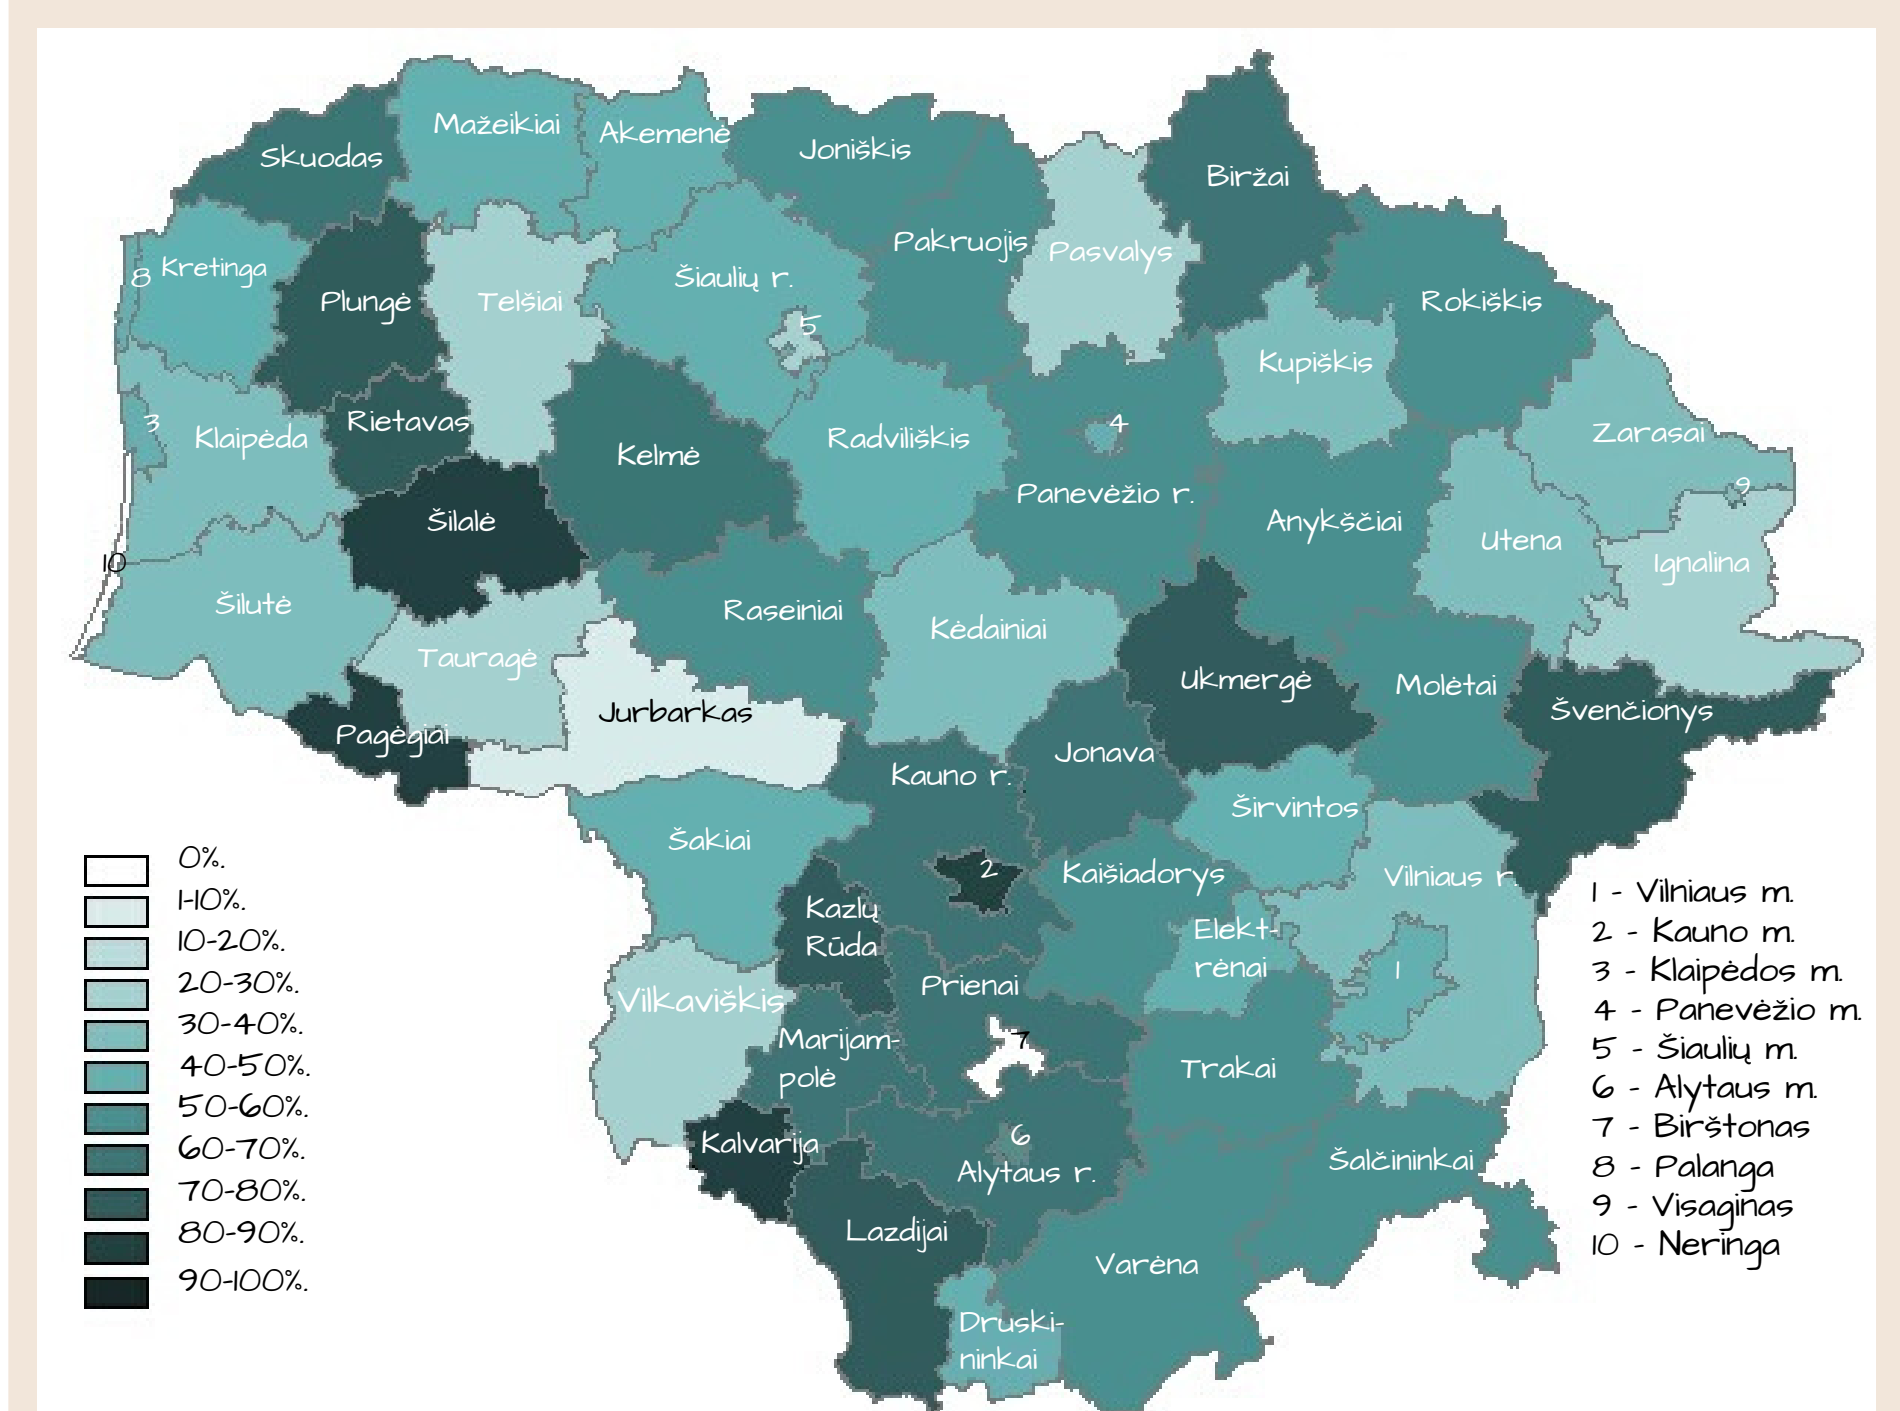 Mažeikiai
Akemenė
Skuodas
Joniškis
Biržai
8
Kretinga
Plungė
Telšiai
Šiaulių r.
5
Pakruojis
Pasvalys
Rokiškis
Kupiškis
3
Klaipėda
Rietavas
Kelmė
Radviliškis
4
Panevėžio r.
Zarasai
9
Šilalė
Anykščiai
Utena
Ignalina
10
Šilutė
Raseiniai
Kėdainiai
Tauragė
Ukmergė
Molėtai
Švenčionys
Jurbarkas
Pagėgiai
Kauno r.
Jonava
Širvintos
Šakiai
2
Kaišiadorys
Vilniaus r.
Kazlų
Rūda
Elekt-
rėnai
1
Prienai
Vilkaviškis
Marijam-
polė
7
Trakai
Kalvarija
6
Alytaus r.
Šalčininkai
Lazdijai
Varėna
Druski-
ninkai
0%.
1-10%.
10-20%.
20-30%.
30-40%.
40-50%.
50-60%.
60-70%.
70-80%.
80-90%.
90-100%.
1 - Vilniaus m.
2 - Kauno m.
3 - Klaipėdos m.
4 - Panevėžio m.
5 - Šiaulių m.
6 - Alytaus m.
7 - Birštonas
8 - Palanga
9 - Visaginas
10 - Neringa